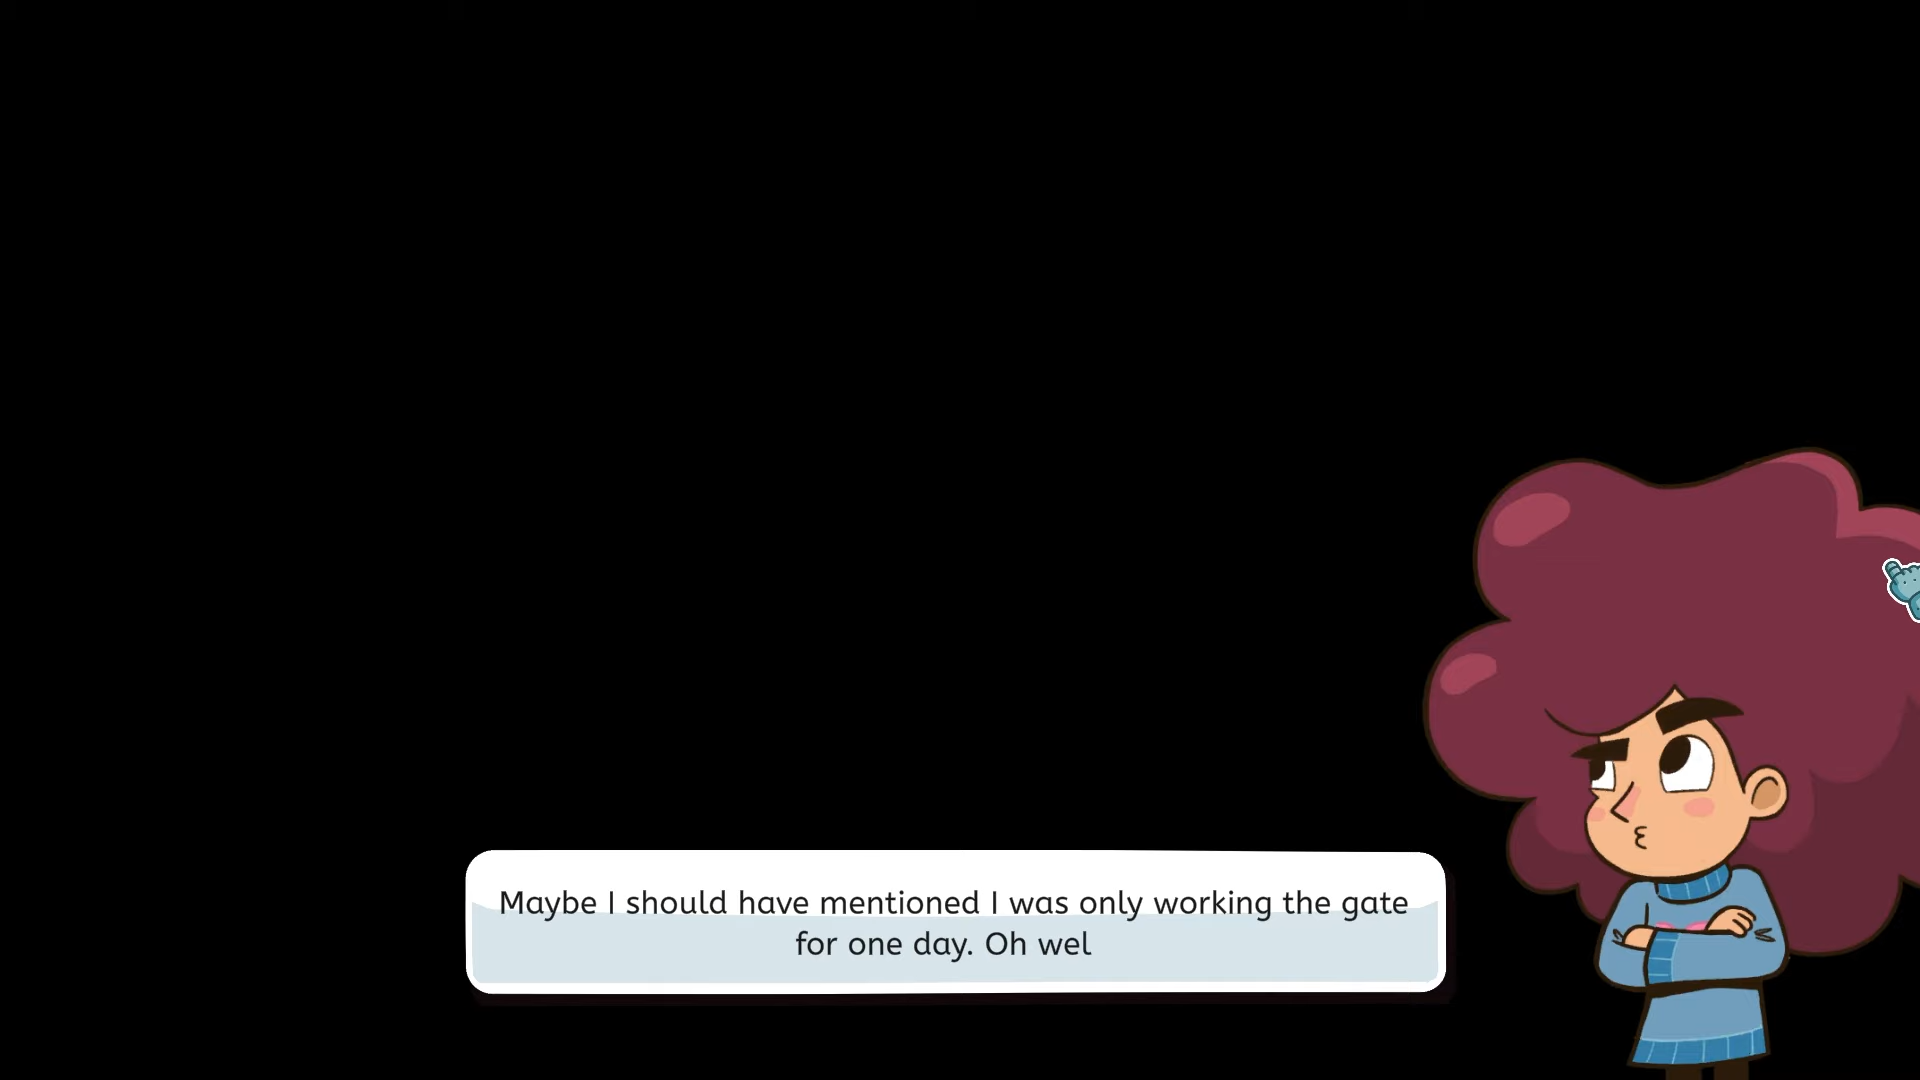 Maybe I should have mentioned I was only working the gate
for one day. Oh wel